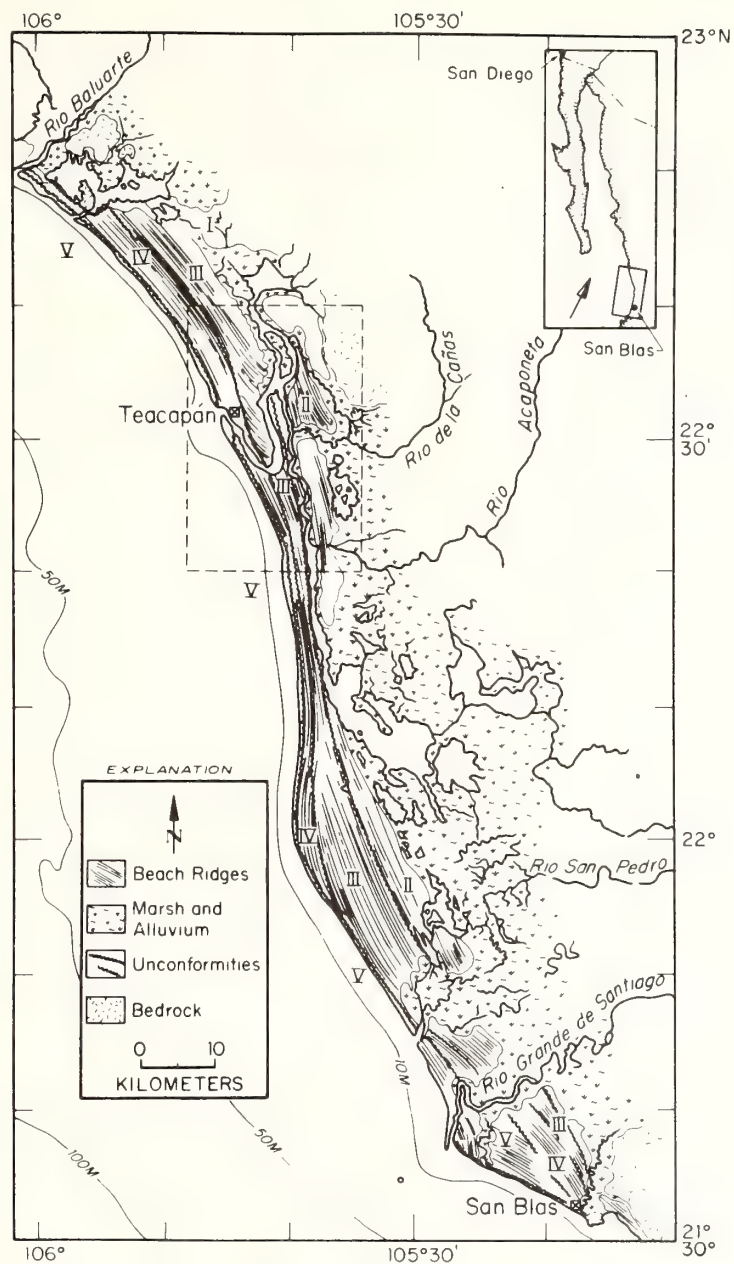 106°
105°30'
23°N
San Diego
San Blas
Rio Baluarte
I
V
IV
III
Teacapán
II
Rio de la Cañas
Rio Acaponeta
22°
30'
III
V
50M
EXPLANATION
N
Beach Ridges
Marsh and
Alluvium
Unconformities
Bedrock
0 10
KILOMETERS
IV
III
II
22°
Rio San Pedro
V
Rio Grande de Santiago
10M
50M
100M
V
III
IV
San Blas
106°
105°30'
21°
30'